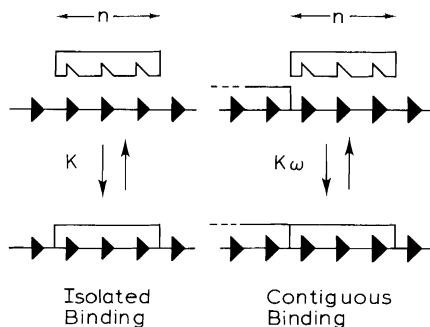 n
n
K
Kω
Isolated
Binding
Contiguous
Binding